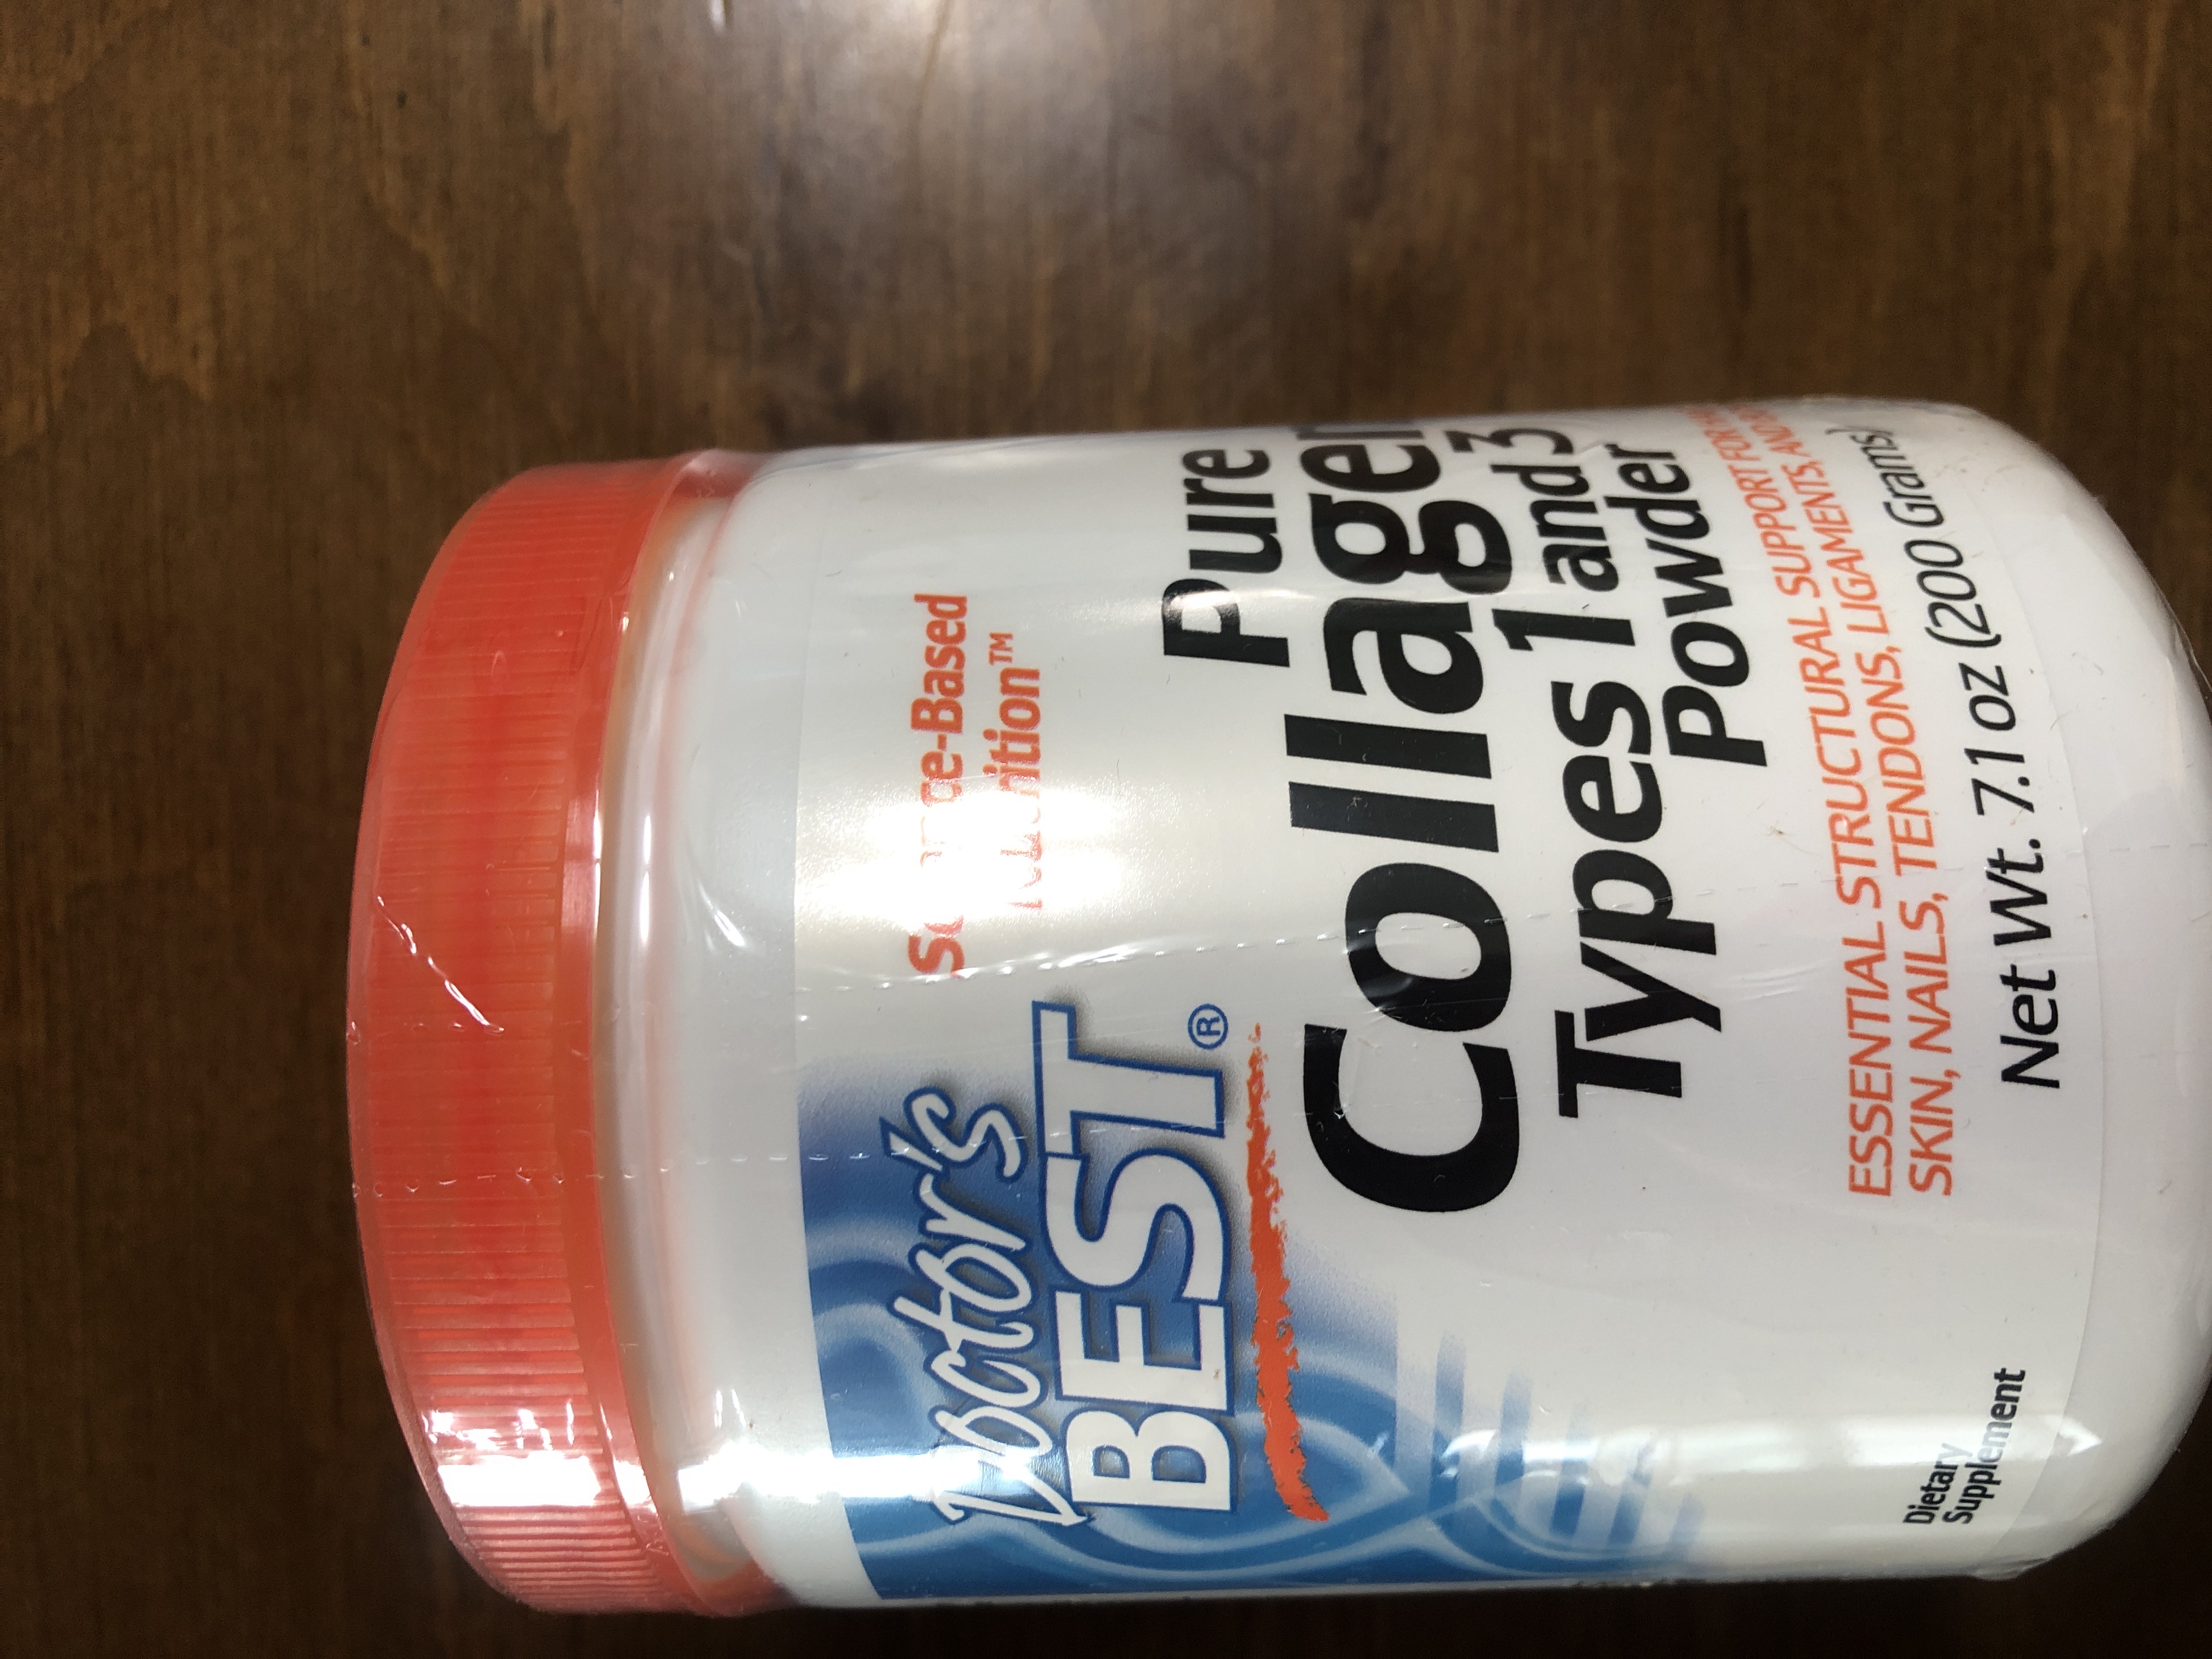 Doctor's
BEST®
Science-Based
Nutrition™
Pure
Collagen
Types 1 and 3
Powder
ESSENTIAL STRUCTURAL SUPPORT FOR
SKIN, NAILS, TENDONS, LIGAMENTS, AND
Net Wt. 7.1 oz (200 Grams)
Dietary
Supplement